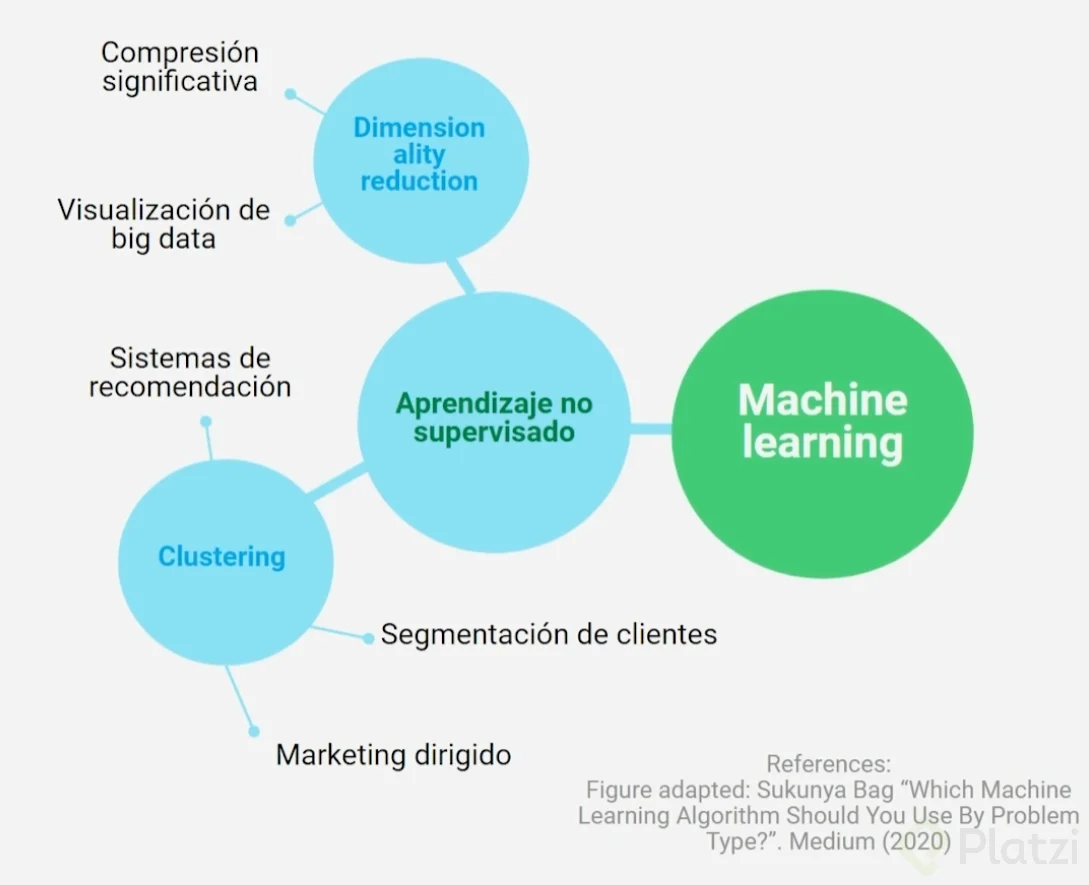 Compresión
significativa
Dimension
ality
reduction
Visualización de
big data
Sistemas de
recomendación
Aprendizaje no
supervisado
Machine
learning
Clustering
Segmentación de clientes
Marketing dirigido
References:
Figure adapted: Sukunya Bag “Which Machine
Learning Algorithm Should You Use By Problem
Type?”. Medium (2020)
Platzi